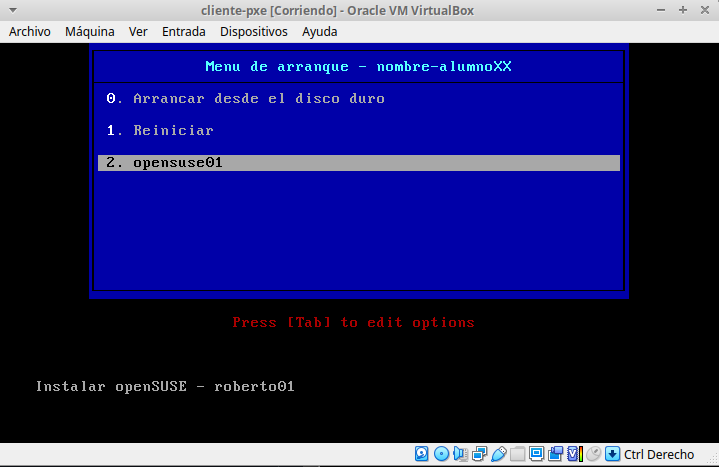 cliente-pxe [Corriendo] - Oracle VM VirtualBox
Archivo Máquina Ver Entrada Dispositivos Ayuda
Menu de arranque - nombre-alumnoXX
0. Arrancar desde el disco duro
1. Reiniciar
2. opensuse01
Press [Tab] to edit options
Instalar openSUSE - roberto01
Ctrl Derecho